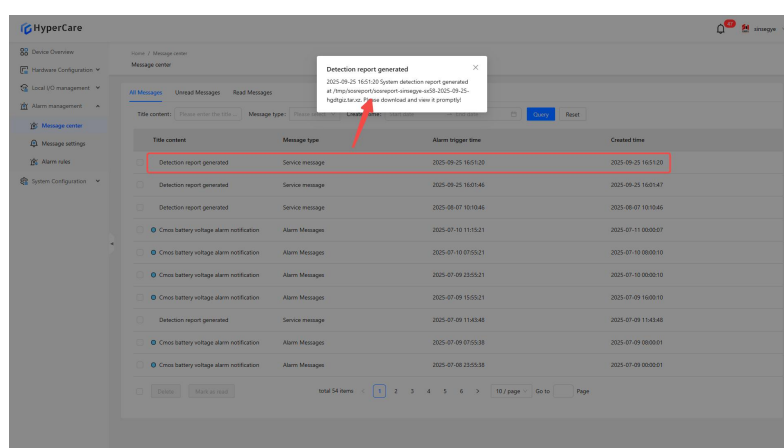 HyperCare
47
sinsegye
Device Overview
Hardware Configuration
Local I/O management
Alarm management
Message center
Message settings
Alarm rules
System Configuration
Home / Message center
Message center
Detection report generated
2025-09-25 16:51:20 System detection report generated
at /tmp/sosreport/sosreport-sinsegye-sx58-2025-09-25-
hgdtgjz.tar.xz. Please download and view it promptly!
All Messages Unread Messages Read Messages
Title content: Please enter the title ... Message type: Please select Created time: Start date End date Query Reset
Title content Message type Alarm trigger time Created time
Detection report generated Service message 2025-09-25 16:51:20 2025-09-25 16:51:20
Detection report generated Service message 2025-09-25 16:01:46 2025-09-25 16:01:47
Detection report generated Service message 2025-08-07 10:10:46 2025-08-07 10:10:46
Cmos battery voltage alarm notification Alarm Messages 2025-07-10 11:15:21 2025-07-11 00:00:07
Cmos battery voltage alarm notification Alarm Messages 2025-07-10 07:55:21 2025-07-10 08:00:10
Cmos battery voltage alarm notification Alarm Messages 2025-07-09 23:55:21 2025-07-10 00:00:10
Cmos battery voltage alarm notification Alarm Messages 2025-07-09 15:55:21 2025-07-09 16:00:10
Detection report generated Service message 2025-07-09 11:43:48 2025-07-09 11:43:48
Cmos battery voltage alarm notification Alarm Messages 2025-07-09 07:55:38 2025-07-09 08:00:01
Cmos battery voltage alarm notification Alarm Messages 2025-07-08 23:55:38 2025-07-09 00:00:01
Delete Mark as read total 54 items < 1 2 3 4 5 6 > 10 / page Go to Page